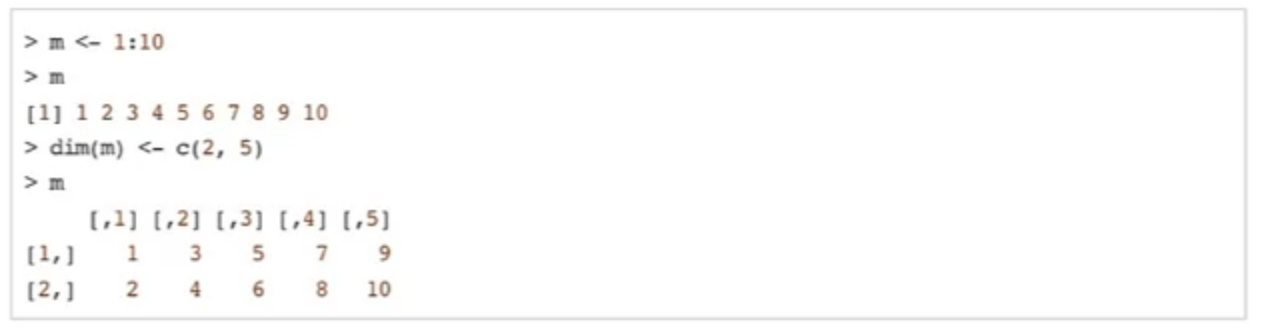 > m <- 1:10
> m
[1] 1 2 3 4 5 6 7 8 9 10
> dim(m) <- c(2, 5)
> m
     [,1] [,2] [,3] [,4] [,5]
[1,]    1    3    5    7    9
[2,]    2    4    6    8   10